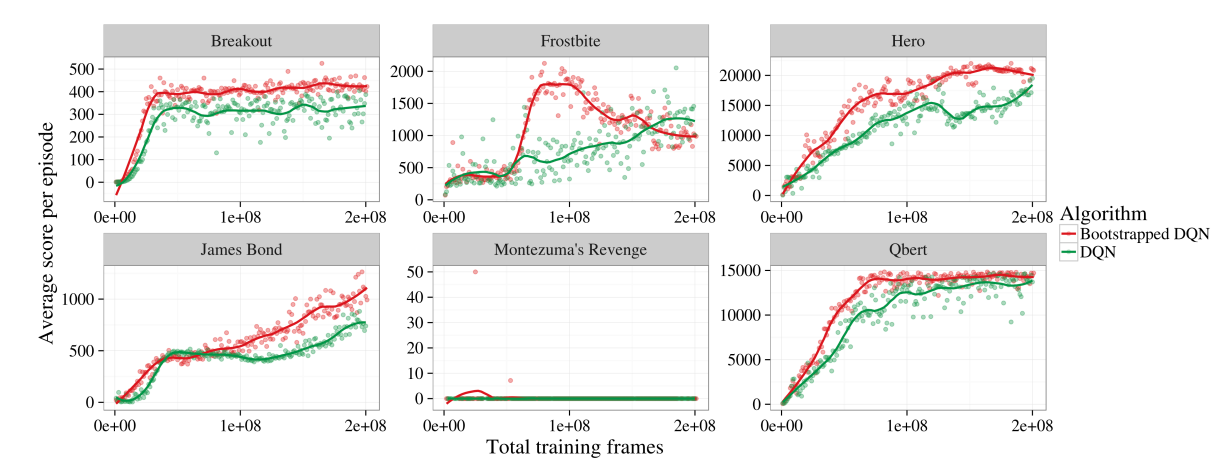 Breakout
Frostbite
Hero
500
400
300
200
100
0
2000
1500
1000
500
0
20000
15000
10000
5000
0
0e+00 1e+08 2e+08
0e+00 1e+08 2e+08
0e+00 1e+08 2e+08
Average score per episode
James Bond
Montezuma's Revenge
Qbert
1000
500
0
50
40
30
20
10
0
15000
10000
5000
0
0e+00 1e+08 2e+08
0e+00 1e+08 2e+08
0e+00 1e+08 2e+08
Total training frames
Algorithm
Bootstrapped DQN
DQN